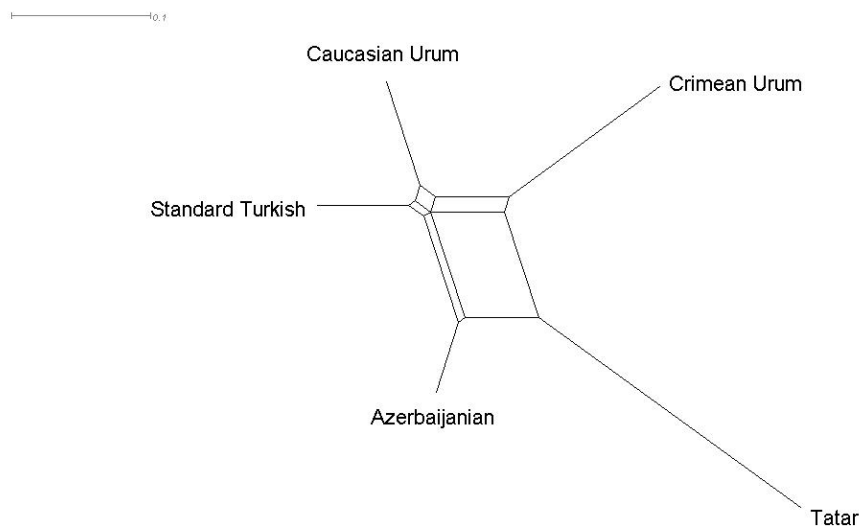 0.1
Caucasian Urum
Crimean Urum
Standard Turkish
Azerbaijanian
Tatar